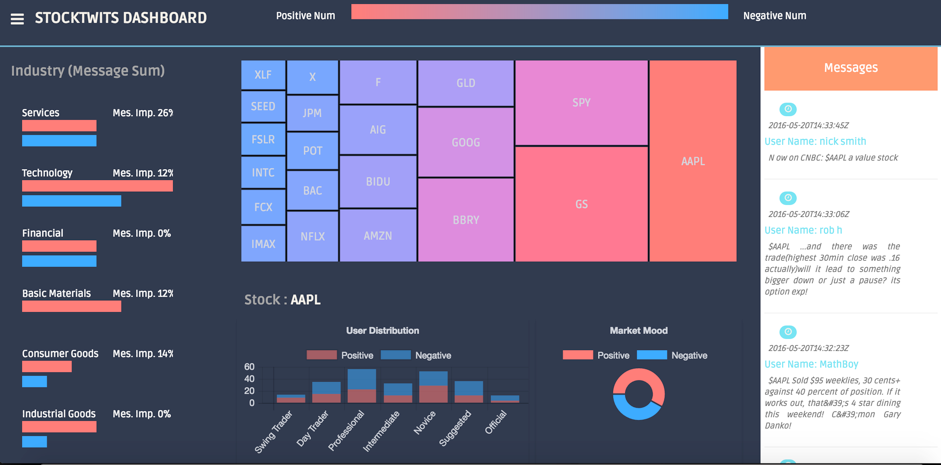 STOCKTWITS DASHBOARD
Positive Num
Negative Num
Industry (Message Sum)
Services Mes. Imp. 26%
Technology Mes. Imp. 12%
Financial Mes. Imp. 0%
Basic Materials Mes. Imp. 12%
Consumer Goods Mes. Imp. 14%
Industrial Goods Mes. Imp. 0%
XLF
SEED
FSLR
INTC
FCX
IMAX
X
JPM
POT
BAC
NFLX
F
AIG
BIDU
AMZN
GLD
GOOG
BBRY
SPY
GS
AAPL
Stock : AAPL
User Distribution
Positive Negative
60
40
20
0
Swing Trader
Day Trader
Professional
Intermediate
Novice
Suggested
Official
Market Mood
Positive Negative
Messages
2016-05-20T14:33:45Z
User Name: nick smith
N ow on CNBC: $AAPL a value stock
2016-05-20T14:33:06Z
User Name: rob h
$AAPL ...and there was the
trade(highest 30min close was .16
actually)will it lead to something
bigger down or just a pause? its
option exp!
2016-05-20T14:32:23Z
User Name: MathBoy
$AAPL Sold $95 weeklies, 30 cents+
against 40 percent of position. If it
works out, that&#39;s 4 star dining
this weekend! C&#39;mon Gary
Danko!